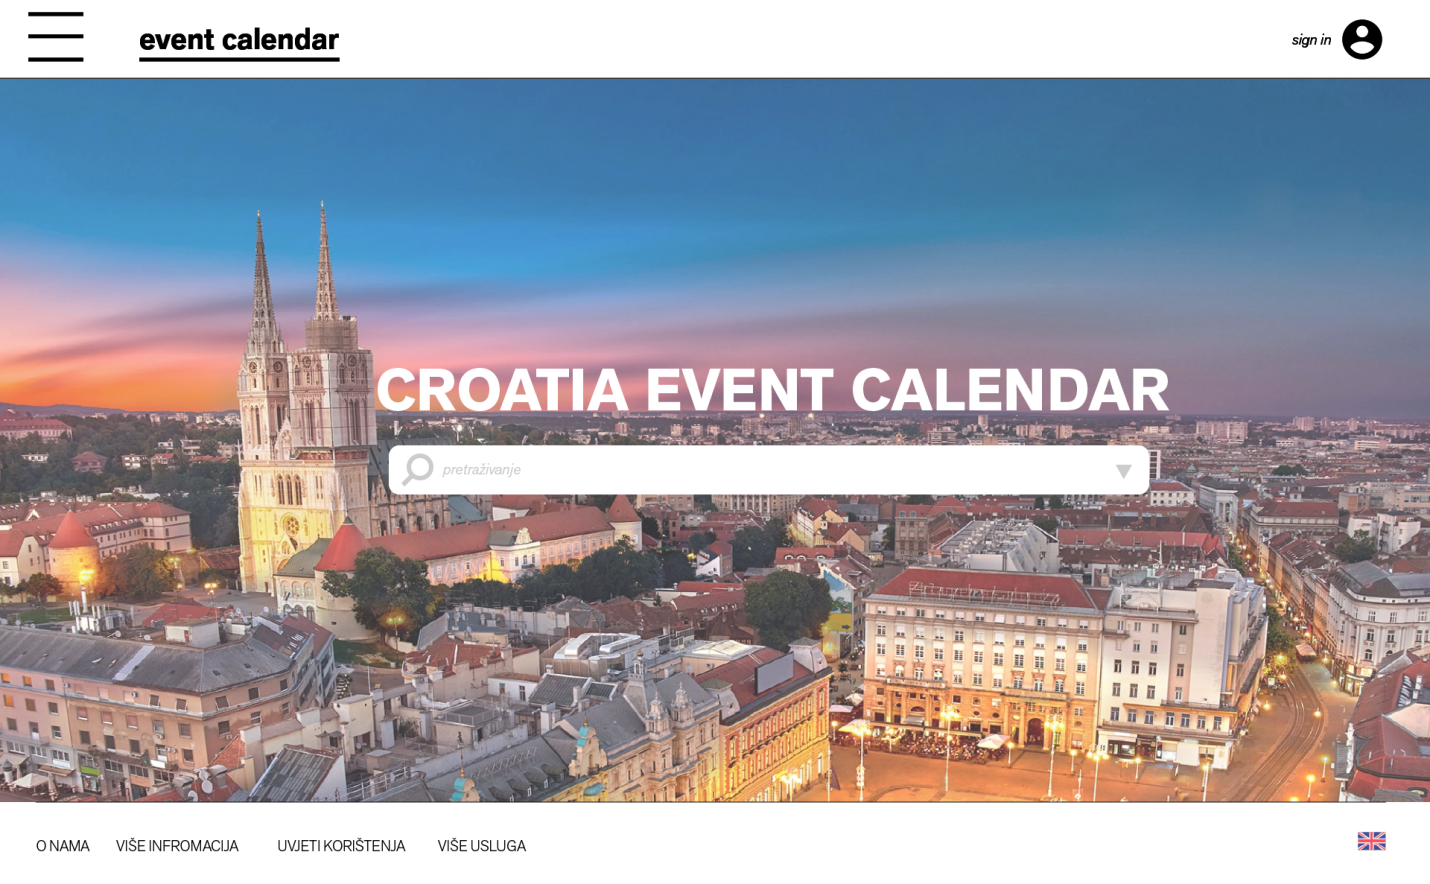 event calendar
sign in
CROATIA EVENT CALENDAR
pretraživanje
O NAMA VIŠE INFROMACIJA UVJETI KORIŠTENJA VIŠE USLUGA